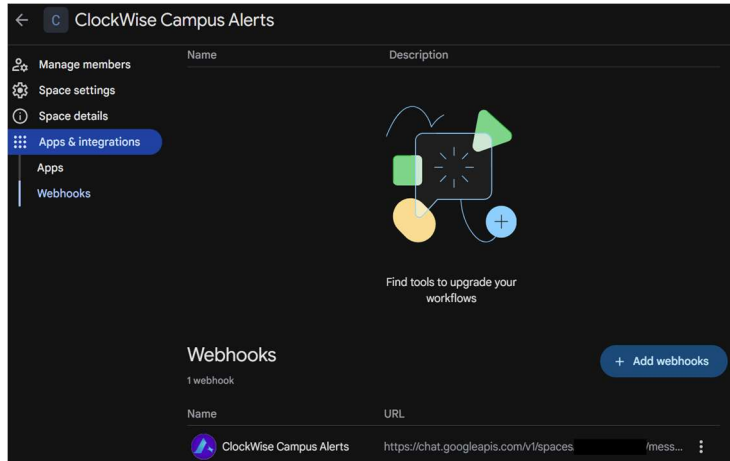 C ClockWise Campus Alerts
Manage members
Space settings
Space details
Apps & integrations
Apps
Webhooks
Name Description
Find tools to upgrade your
workflows
Webhooks
+ Add webhooks
1 webhook
Name URL
ClockWise Campus Alerts https://chat.googleapis.com/v1/spaces /mess...